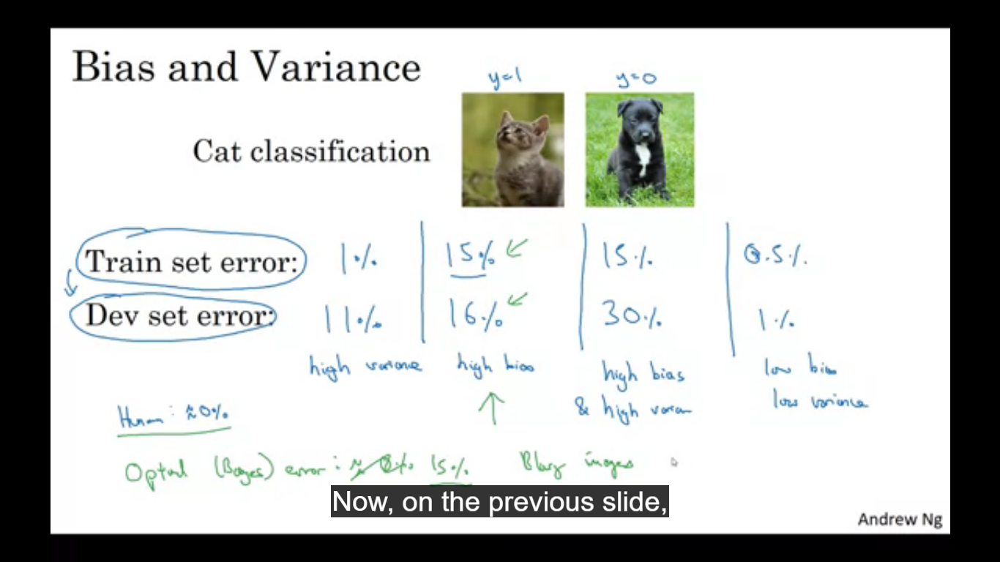 Bias and Variance
y=1 y=0
Cat classification
Train set error: 1% 15% 15% 0.5%
Dev set error: 11% 16% 30% 1%
high variance high bias high bias low bias
& high low variance
Human: ≈0%
Optimal (Bayes) error: 15% Blurry images
Now, on the previous slide,
Andrew Ng